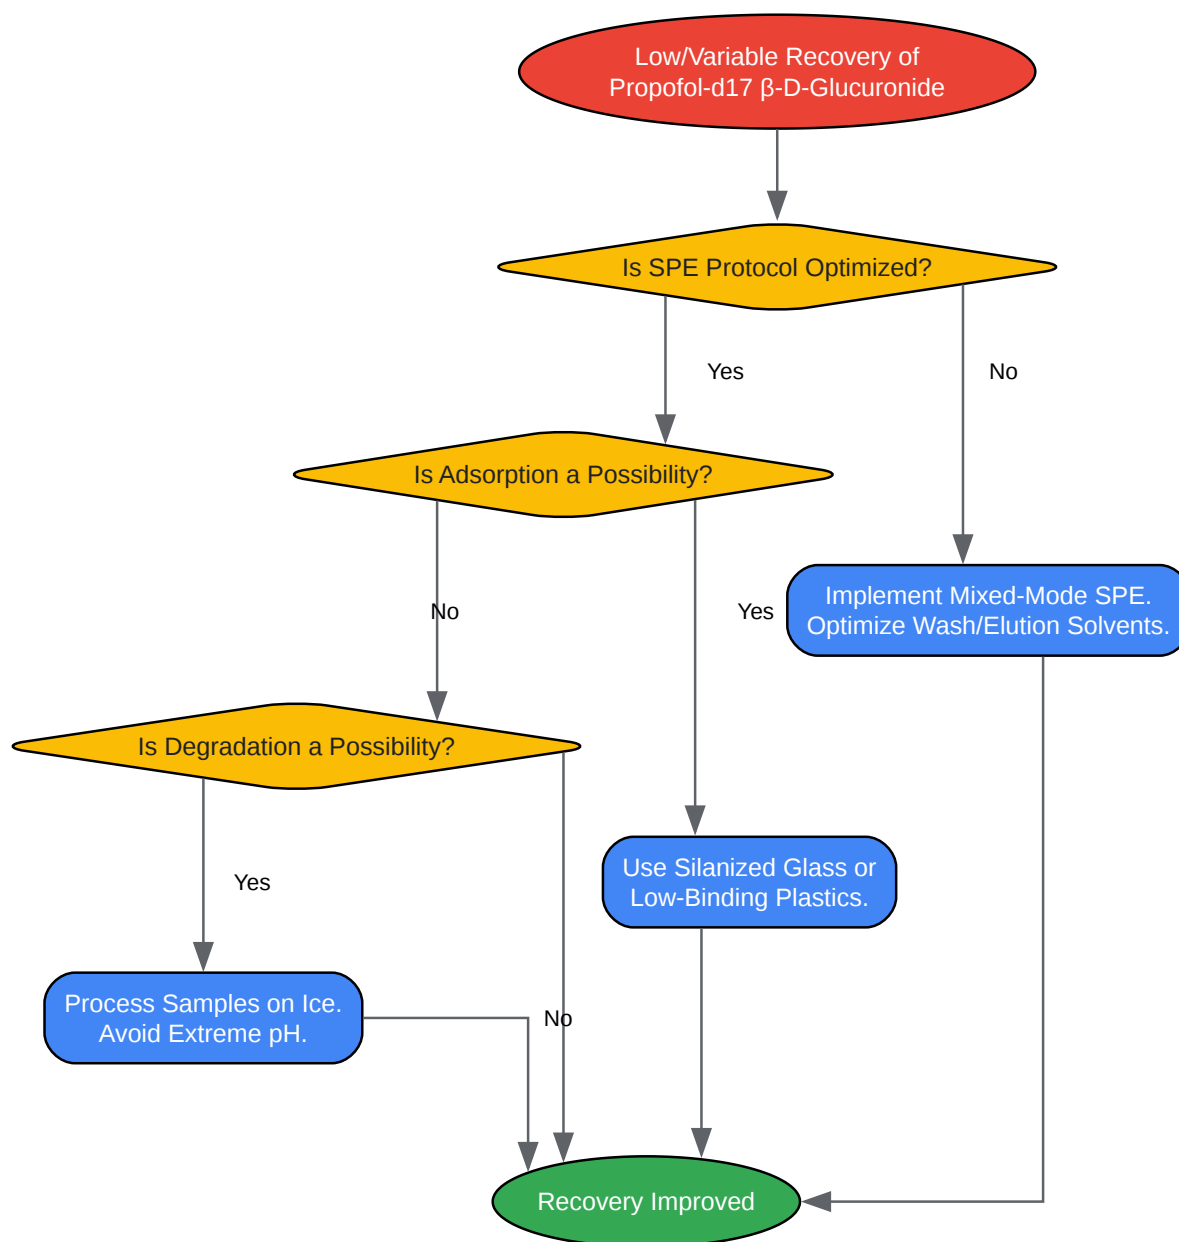 Low/Variable Recovery of
Propofol-d17 β-D-Glucuronide
Is SPE Protocol Optimized?
Yes
No
Is Adsorption a Possibility?
No
Yes
Implement Mixed-Mode SPE.
Optimize Wash/Elution Solvents.
Is Degradation a Possibility?
Yes
Use Silanized Glass or
Low-Binding Plastics.
Process Samples on Ice.
Avoid Extreme pH.
No
Recovery Improved